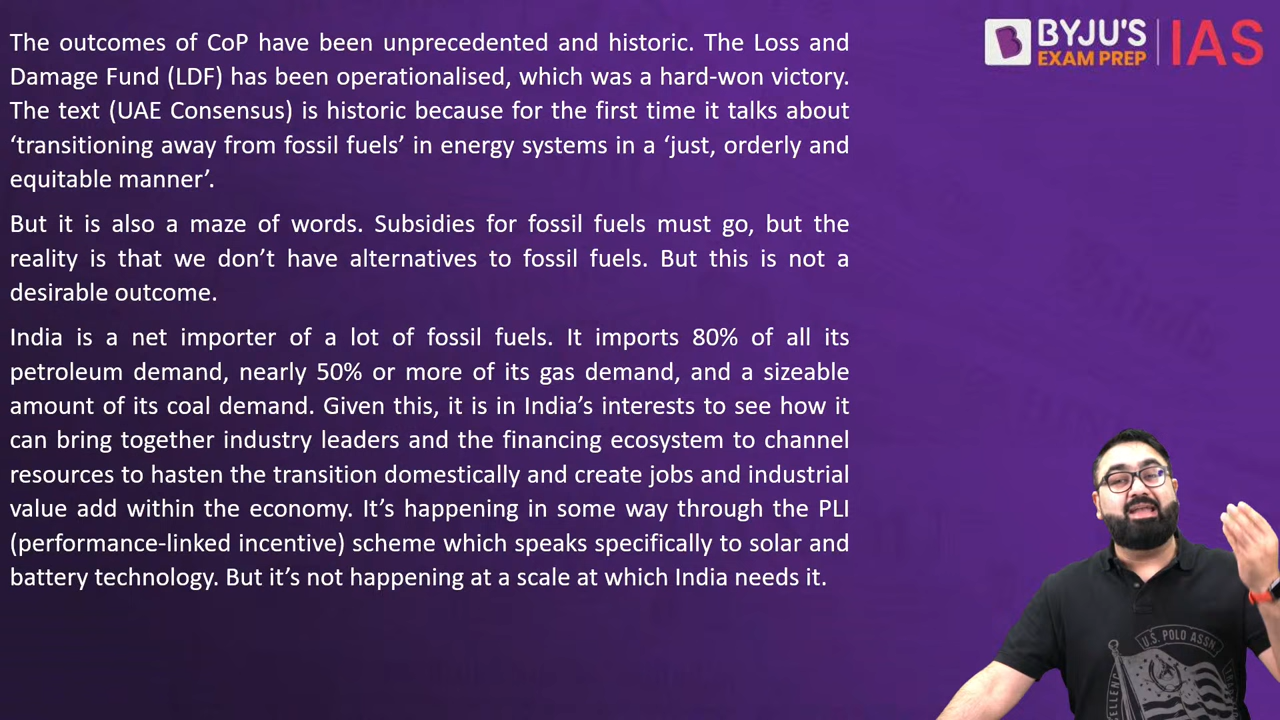 The outcomes of CoP have been unprecedented and historic. The Loss and
Damage Fund (LDF) has been operationalised, which was a hard-won victory.
The text (UAE Consensus) is historic because for the first time it talks about
‘transitioning away from fossil fuels’ in energy systems in a ‘just, orderly and
equitable manner’.
But it is also a maze of words. Subsidies for fossil fuels must go, but the
reality is that we don’t have alternatives to fossil fuels. But this is not a
desirable outcome.
India is a net importer of a lot of fossil fuels. It imports 80% of all its
petroleum demand, nearly 50% or more of its gas demand, and a sizeable
amount of its coal demand. Given this, it is in India’s interests to see how it
can bring together industry leaders and the financing ecosystem to channel
resources to hasten the transition domestically and create jobs and industrial
value add within the economy. It’s happening in some way through the PLI
(performance-linked incentive) scheme which speaks specifically to solar and
battery technology. But it’s not happening at a scale at which India needs it.
BYJU'S
EXAM PREP
IAS
U.S. POLO ASSN.